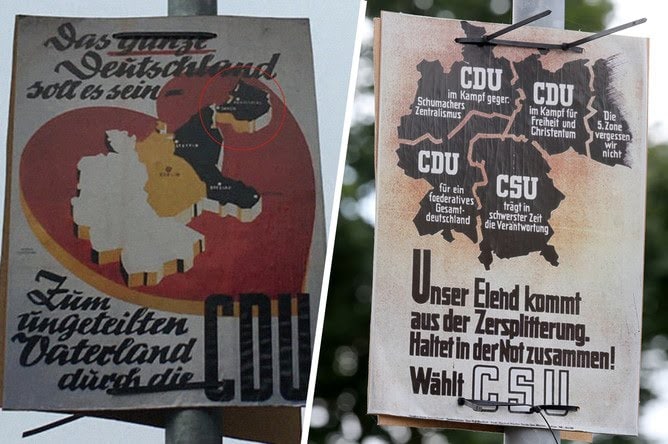 Das ganze
Deutschland
soll es sein-
Zum
ungeteilten
Vaterland
durch die CDU
CDU
im Kampf gegen
Schumachers
Zentralismus
CDU
im Kampf für
Freiheit und
Christentum
Die
5. Zone
vergessen
wir
nicht
CDU
für ein
foederatives
Gesamt-
deutschland
CSU
trägt in
schwerster Zeit
die Verantwortung
Unser Elend kommt
aus der Zersplitterung.
Haltet in der Not zusammen!
Wählt CSU